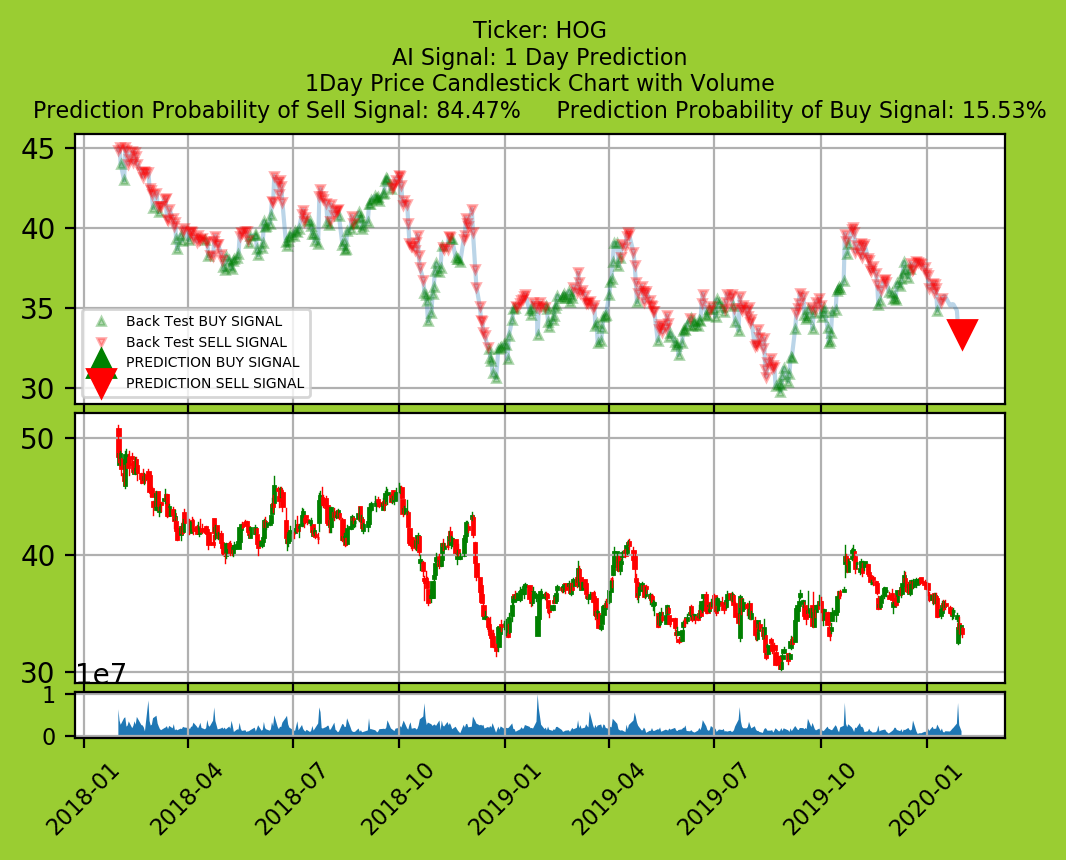 Ticker: HOG
AI Signal: 1 Day Prediction
1Day Price Candlestick Chart with Volume
Prediction Probability of Sell Signal: 84.47% Prediction Probability of Buy Signal: 15.53%
45
40
35
30
Back Test BUY SIGNAL
Back Test SELL SIGNAL
PREDICTION BUY SIGNAL
PREDICTION SELL SIGNAL
50
40
30
1e7
1
0
2018-01
2018-04
2018-07
2018-10
2019-01
2019-04
2019-07
2019-10
2020-01